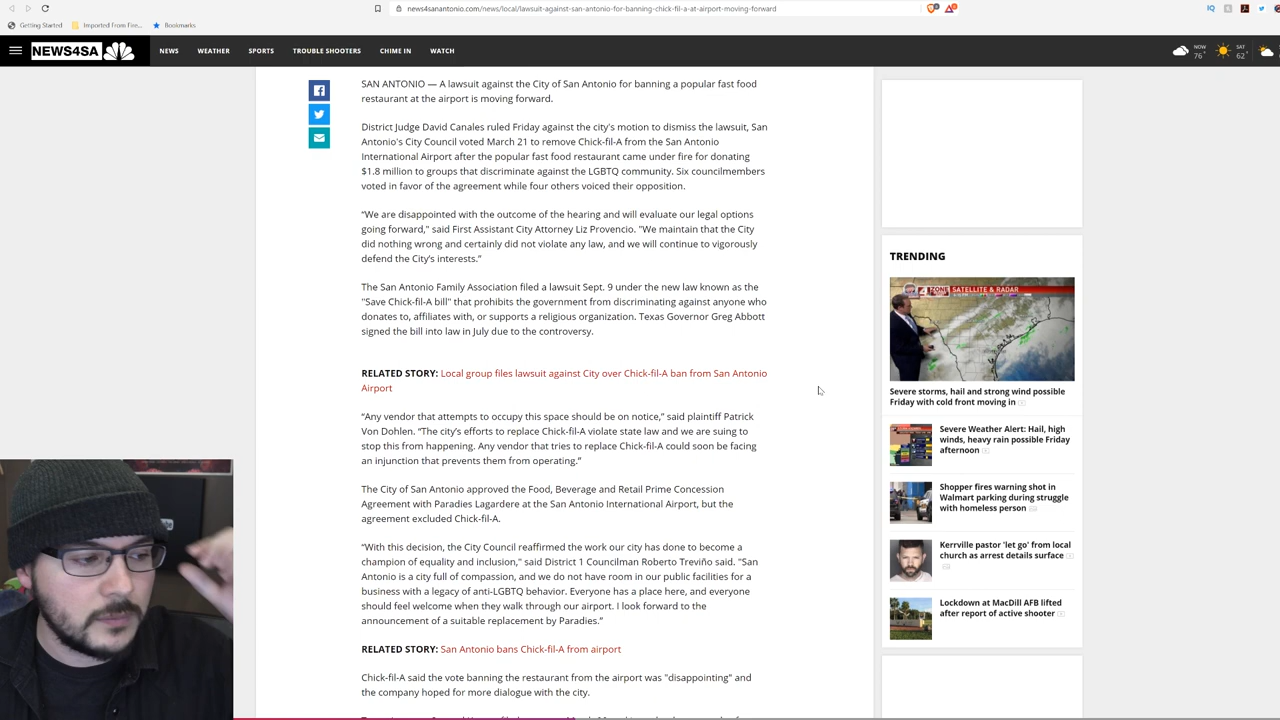 news4sanantonio.com/news/local/lawsuit-against-san-antonio-for-banning-chick-fil-a-at-airport-moving-forward
Getting Started
Imported From Fire...
Bookmarks
NEWS4SA
NEWS
WEATHER
SPORTS
TROUBLE SHOOTERS
CHIME IN
WATCH
NOW
76°
SAT
62°
SAN ANTONIO — A lawsuit against the City of San Antonio for banning a popular fast food
restaurant at the airport is moving forward.
District Judge David Canales ruled Friday against the city's motion to dismiss the lawsuit, San
Antonio's City Council voted March 21 to remove Chick-fil-A from the San Antonio
International Airport after the popular fast food restaurant came under fire for donating
$1.8 million to groups that discriminate against the LGBTQ community. Six councilmembers
voted in favor of the agreement while four others voiced their opposition.
“We are disappointed with the outcome of the hearing and will evaluate our legal options
going forward," said First Assistant City Attorney Liz Provencio. "We maintain that the City
did nothing wrong and certainly did not violate any law, and we will continue to vigorously
defend the City’s interests.”
The San Antonio Family Association filed a lawsuit Sept. 9 under the new law known as the
"Save Chick-fil-A bill" that prohibits the government from discriminating against anyone who
donates to, affiliates with, or supports a religious organization. Texas Governor Greg Abbott
signed the bill into law in July due to the controversy.
RELATED STORY: Local group files lawsuit against City over Chick-fil-A ban from San Antonio
Airport
“Any vendor that attempts to occupy this space should be on notice,” said plaintiff Patrick
Von Dohlen. “The city’s efforts to replace Chick-fil-A violate state law and we are suing to
stop this from happening. Any vendor that tries to replace Chick-fil-A could soon be facing
an injunction that prevents them from operating.”
The City of San Antonio approved the Food, Beverage and Retail Prime Concession
Agreement with Paradies Lagardere at the San Antonio International Airport, but the
agreement excluded Chick-fil-A.
“With this decision, the City Council reaffirmed the work our city has done to become a
champion of equality and inclusion," said District 1 Councilman Roberto Treviño said. "San
Antonio is a city full of compassion, and we do not have room in our public facilities for a
business with a legacy of anti-LGBTQ behavior. Everyone has a place here, and everyone
should feel welcome when they walk through our airport. I look forward to the
announcement of a suitable replacement by Paradies.”
RELATED STORY: San Antonio bans Chick-fil-A from airport
Chick-fil-A said the vote banning the restaurant from the airport was "disappointing" and
the company hoped for more dialogue with the city.
TRENDING
SATELLITE & RADAR
Severe storms, hail and strong wind possible
Friday with cold front moving in
Severe Weather Alert: Hail, high
winds, heavy rain possible Friday
afternoon
Shopper fires warning shot in
Walmart parking during struggle
with homeless person
Kerrville pastor 'let go' from local
church as arrest details surface
Lockdown at MacDill AFB lifted
after report of active shooter